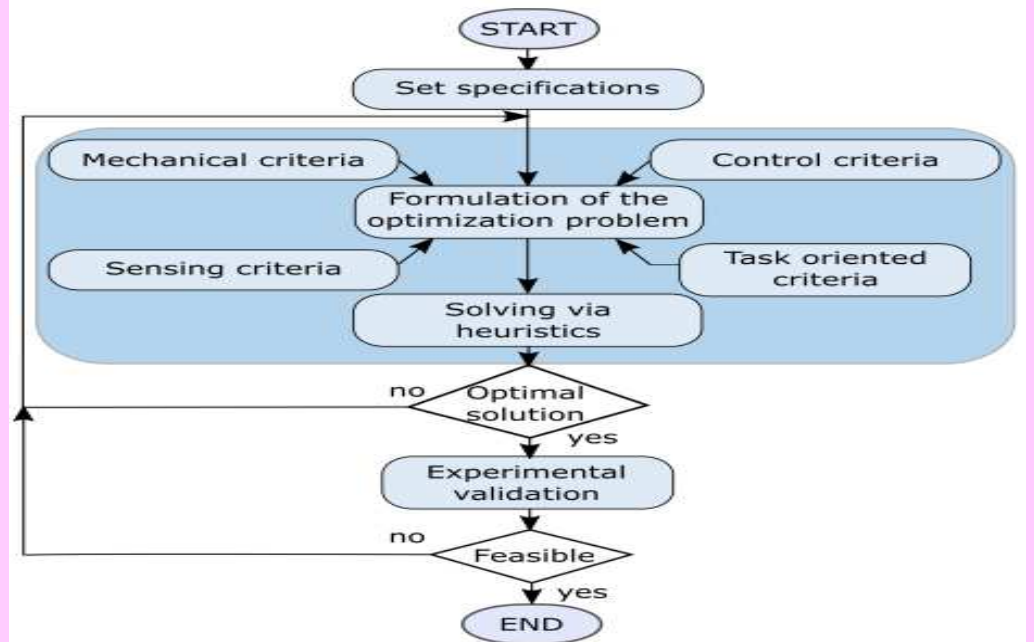 START
Set specifications
Mechanical criteria
Control criteria
Formulation of the
optimization problem
Sensing criteria
Task oriented
criteria
Solving via
heuristics
no
Optimal
solution
yes
Experimental
validation
no
Feasible
yes
END